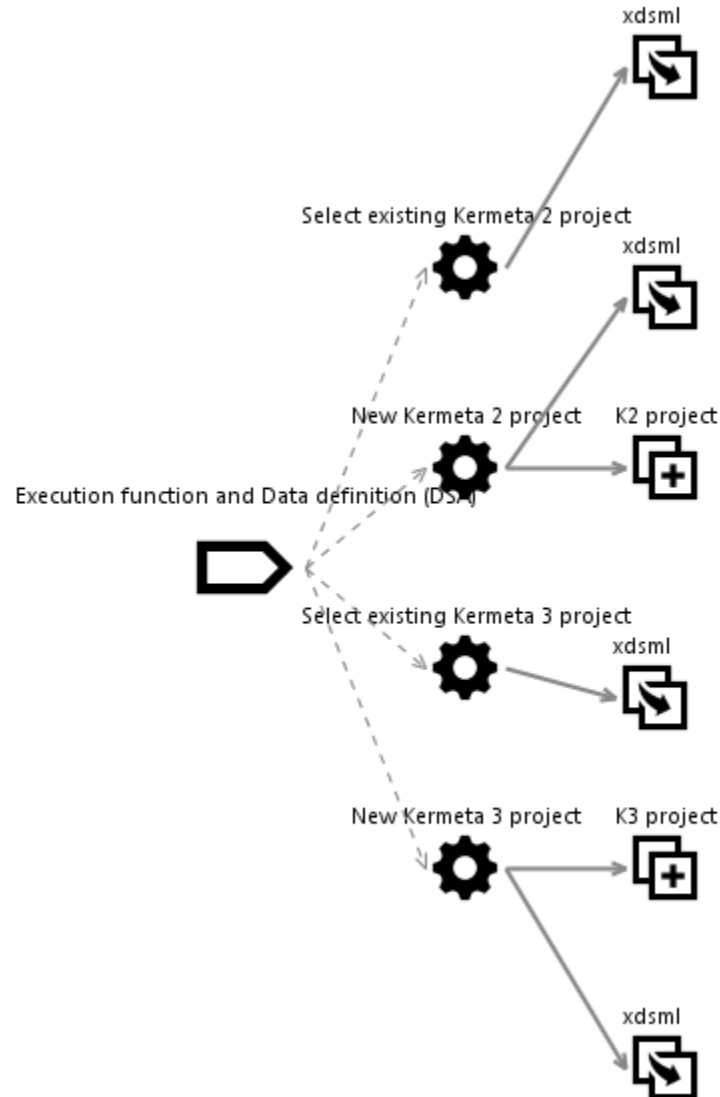 xdsml
Select existing Kermeta 2 project
xdsml
New Kermeta 2 project
K2 project
Execution function and Data definition (DSA)
Select existing Kermeta 3 project
xdsml
New Kermeta 3 project
K3 project
xdsml